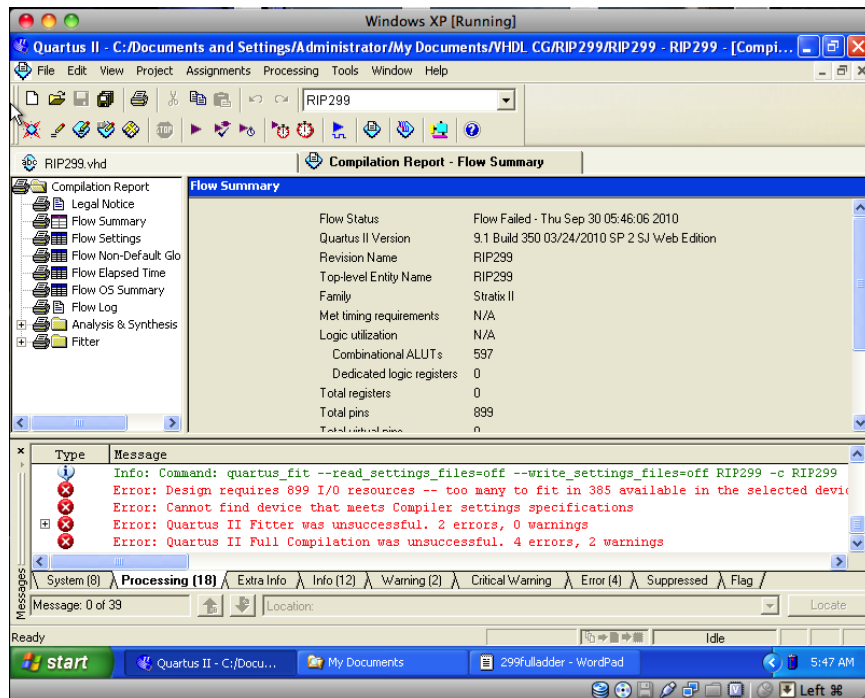 Windows XP [Running]
Quartus II - C:/Documents and Settings/Administrator/My Documents/VHDL CG/RIP299/RIP299 - RIP299 - [Compi...
File Edit View Project Assignments Processing Tools Window Help
RIP299
STOP
abc RIP299.vhd
Compilation Report - Flow Summary
Compilation Report
Legal Notice
Flow Summary
Flow Settings
Flow Non-Default Glo
Flow Elapsed Time
Flow OS Summary
Flow Log
Analysis & Synthesis
Fitter
Flow Summary
Flow Status Flow Failed - Thu Sep 30 05:46:06 2010
Quartus II Version 9.1 Build 350 03/24/2010 SP 2 SJ Web Edition
Revision Name RIP299
Top-level Entity Name RIP299
Family Stratix II
Met timing requirements N/A
Logic utilization N/A
Combinational ALUTs 597
Dedicated logic registers 0
Total registers 0
Total pins 899
Total virtual pins 0
Type Message
Info: Command: quartus_fit --read_settings_files=off --write_settings_files=off RIP299 -c RIP299
Error: Design requires 899 I/O resources -- too many to fit in 385 available in the selected devic
Error: Cannot find device that meets Compiler settings specifications
Error: Quartus II Fitter was unsuccessful. 2 errors, 0 warnings
Error: Quartus II Full Compilation was unsuccessful. 4 errors, 2 warnings
System (8) Processing (18) Extra Info Info (12) Warning (2) Critical Warning Error (4) Suppressed Flag
Messages
Message: 0 of 39 Location: Locate
Ready Idle
start Quartus II - C:/Docu... My Documents 299fulladder - WordPad 5:47 AM
Left ⌘